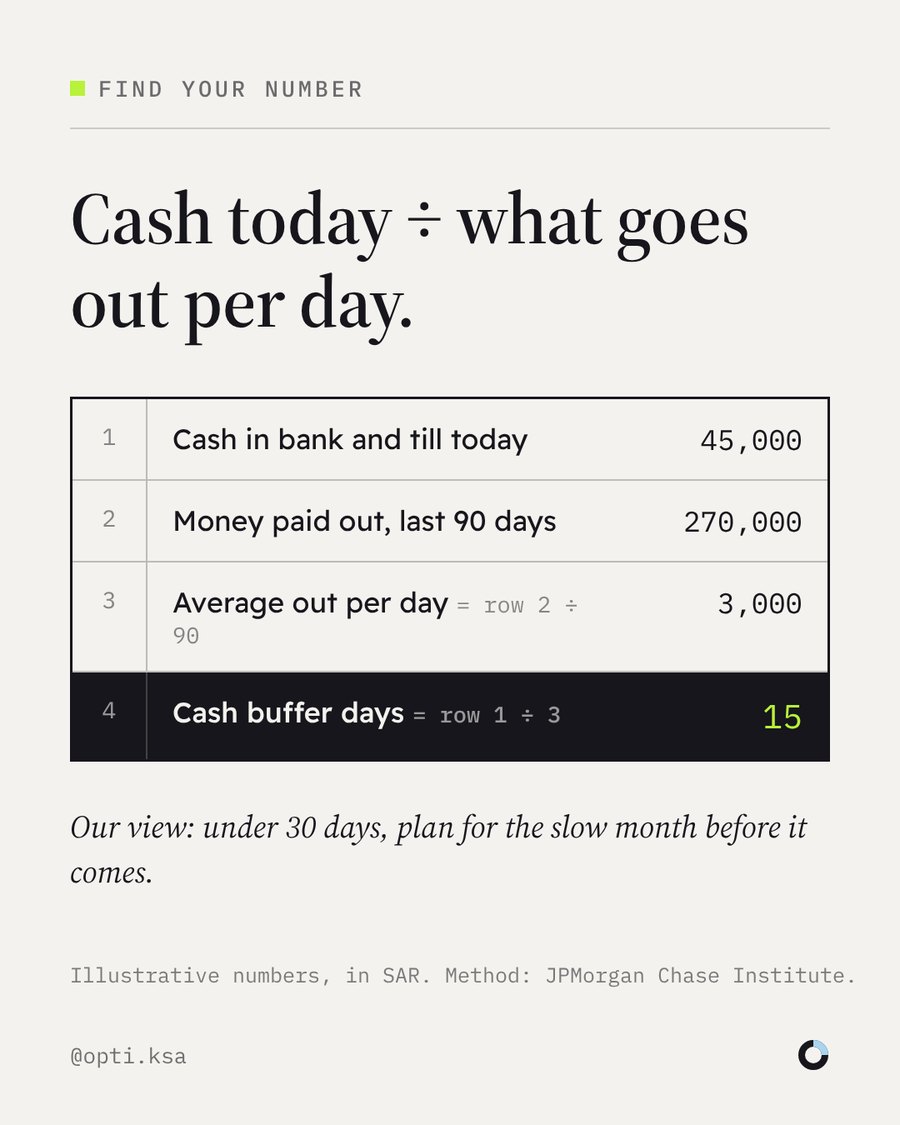 FIND YOUR NUMBER
Cash today ÷ what goes
out per day.
1 Cash in bank and till today 45,000
2 Money paid out, last 90 days 270,000
3 Average out per day = row 2 ÷ 3,000
90
4 Cash buffer days = row 1 ÷ 3 15
Our view: under 30 days, plan for the slow month before it
comes.
Illustrative numbers, in SAR. Method: JPMorgan Chase Institute.
@opti.ksa